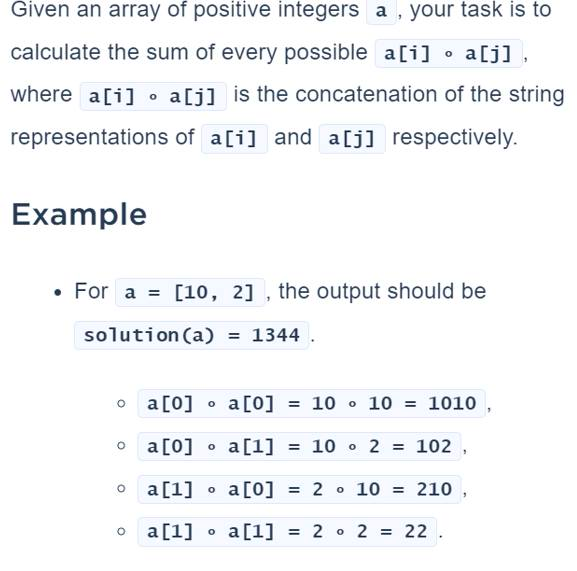 Given an array of positive integers a , your task is to
calculate the sum of every possible a[i] ∘ a[j] ,
where a[i] ∘ a[j] is the concatenation of the string
representations of a[i] and a[j] respectively.
Example
• For a = [10, 2] , the output should be
solution(a) = 1344 .
○ a[0] ∘ a[0] = 10 ∘ 10 = 1010 ,
○ a[0] ∘ a[1] = 10 ∘ 2 = 102 ,
○ a[1] ∘ a[0] = 2 ∘ 10 = 210 ,
○ a[1] ∘ a[1] = 2 ∘ 2 = 22 .